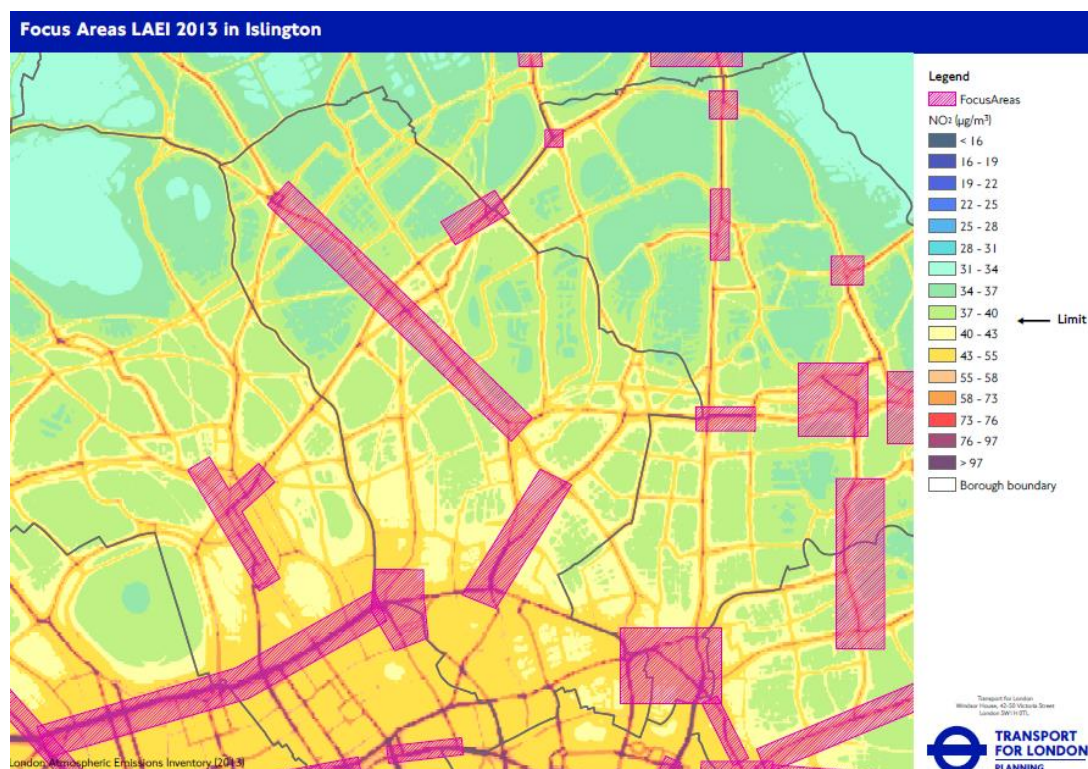 Focus Areas LAEI 2013 in Islington
Legend
FocusAreas
NO2 (µg/m³)
< 16
16 - 19
19 - 22
22 - 25
25 - 28
28 - 31
31 - 34
34 - 37
37 - 40
Limit
40 - 43
43 - 55
55 - 58
58 - 73
73 - 76
76 - 97
> 97
Borough boundary
Transport for London
Windsor House, 42-50 Victoria Street
London SW1H 0TL
TRANSPORT
FOR LONDON
PLANNING
London Atmospheric Emissions Inventory (2013)